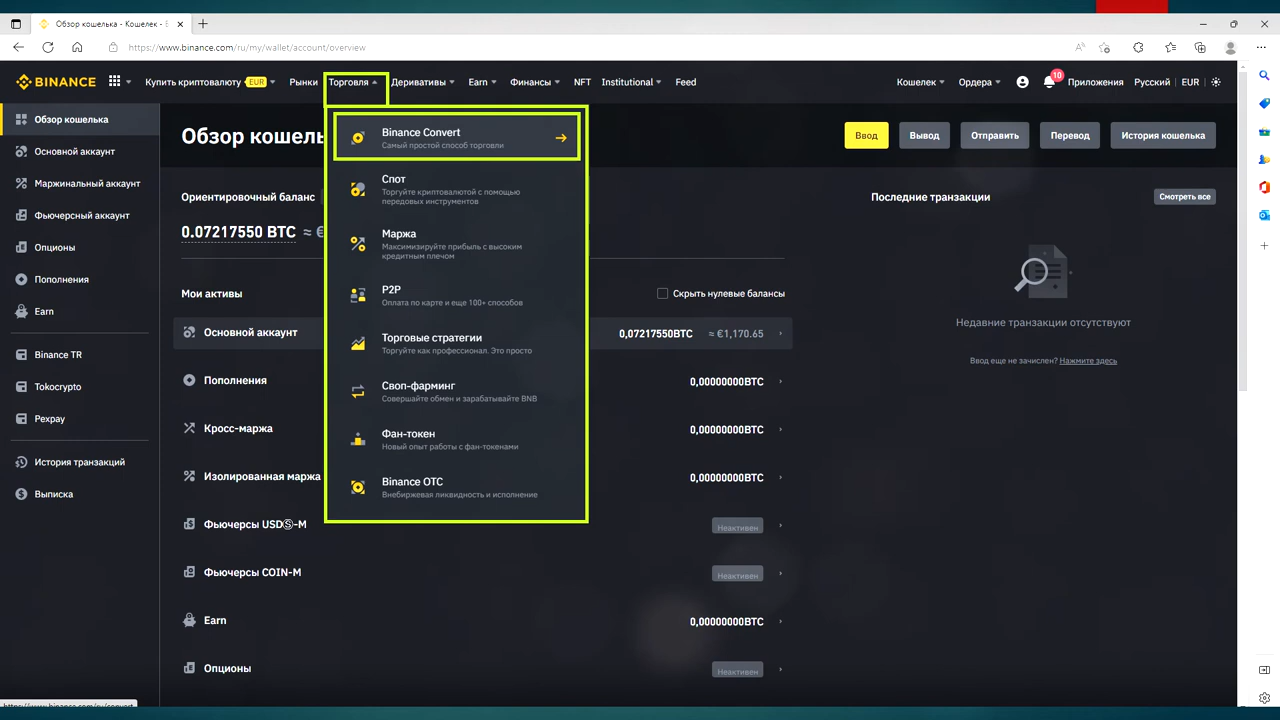 Обзор кошелька - Кошелек - Б
https://www.binance.com/ru/my/wallet/account/overview
BINANCE
Купить криптовалюту EUR
Рынки
Торговля
Деривативы
Earn
Финансы
NFT
Institutional
Feed
Кошелек
Ордера
10
Приложения
Русский
EUR
Обзор кошелька
Основной аккаунт
Маржинальный аккаунт
Фьючерсный аккаунт
Опционы
Пополнения
Earn
Binance TR
Tokocrypto
Pexpay
История транзакций
Выписка
Обзор кошель
Ввод
Вывод
Отправить
Перевод
История кошелька
Ориентировочный баланс
0.07217550 BTC ≈ €
Мои активы
Скрыть нулевые балансы
Основной аккаунт
0,07217550BTC ≈ €1,170.65
Пополнения
0,00000000BTC
Кросс-маржа
0,00000000BTC
Изолированная маржа
0,00000000BTC
Фьючерсы USDⓈ-M
Неактивен
Фьючерсы COIN-M
Неактивен
Earn
0,00000000BTC
Опционы
Неактивен
Binance Convert
Самый простой способ торговли
Спот
Торгуйте криптовалютой с помощью
передовых инструментов
Маржа
Максимизируйте прибыль с высоким
кредитным плечом
P2P
Оплата по карте и еще 100+ способов
Торговые стратегии
Торгуйте как профессионал. Это просто
Своп-фарминг
Совершайте обмен и зарабатывайте BNB
Фан-токен
Новый опыт работы с фан-токенами
Binance OTC
Внебиржевая ликвидность и исполнение
Последние транзакции
Смотреть все
Недавние транзакции отсутствуют
Ввод еще не зачислен? Нажмите здесь
https://www.binance.com/ru/convert